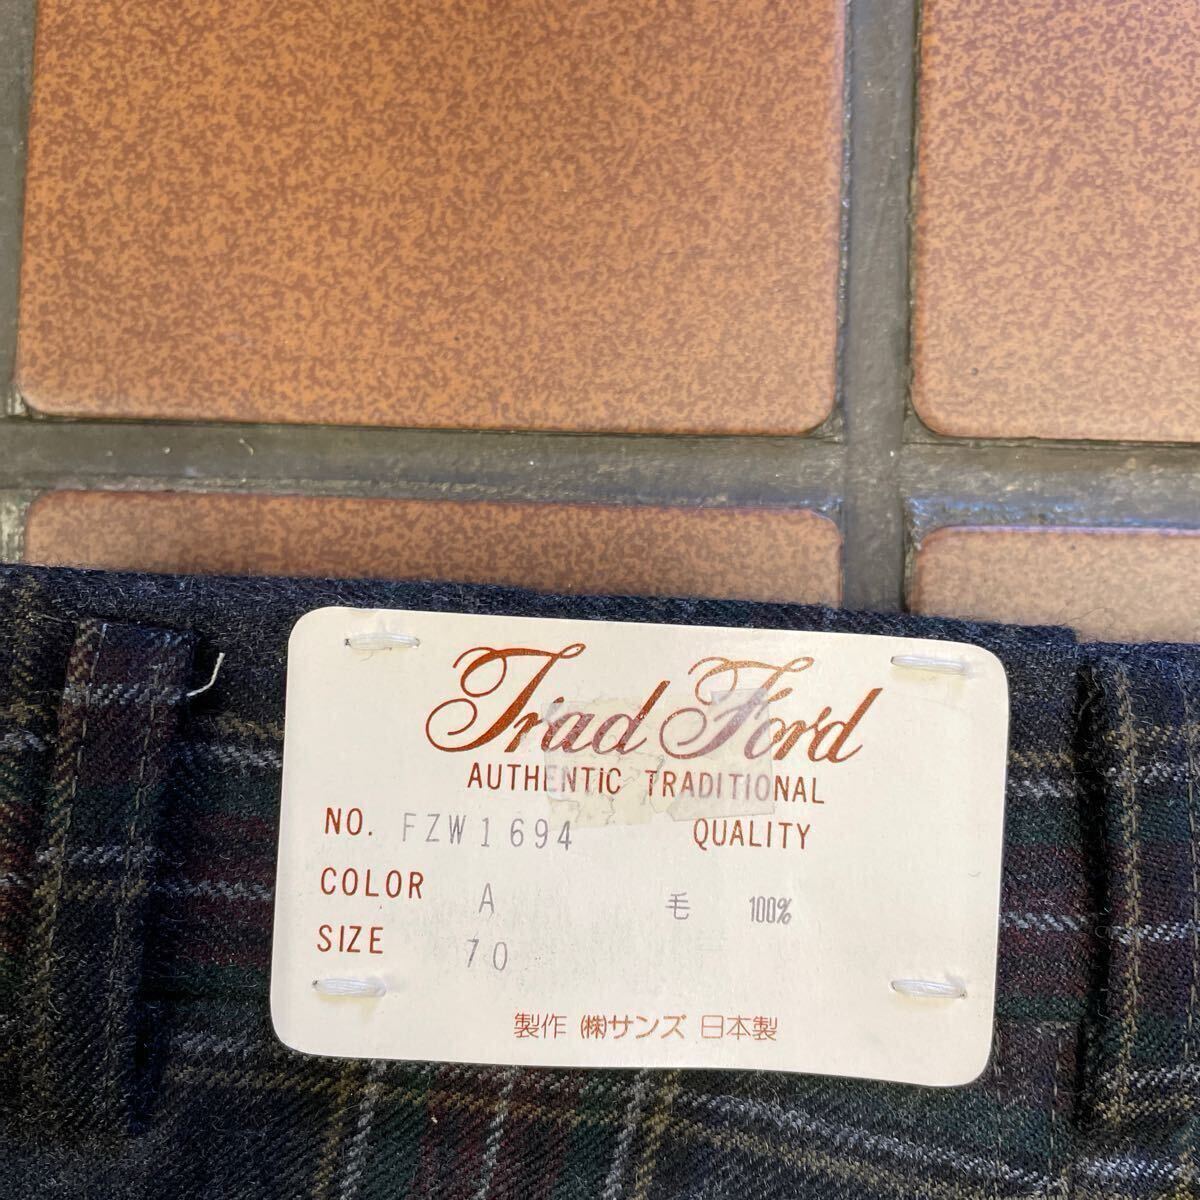 Trad Ford
AUTHENTiC TRADITIONAL
NO. FZW1694 QUALITY
COLOR A 毛 100%
SIZE 70
製作 ㈱サンズ 日本製